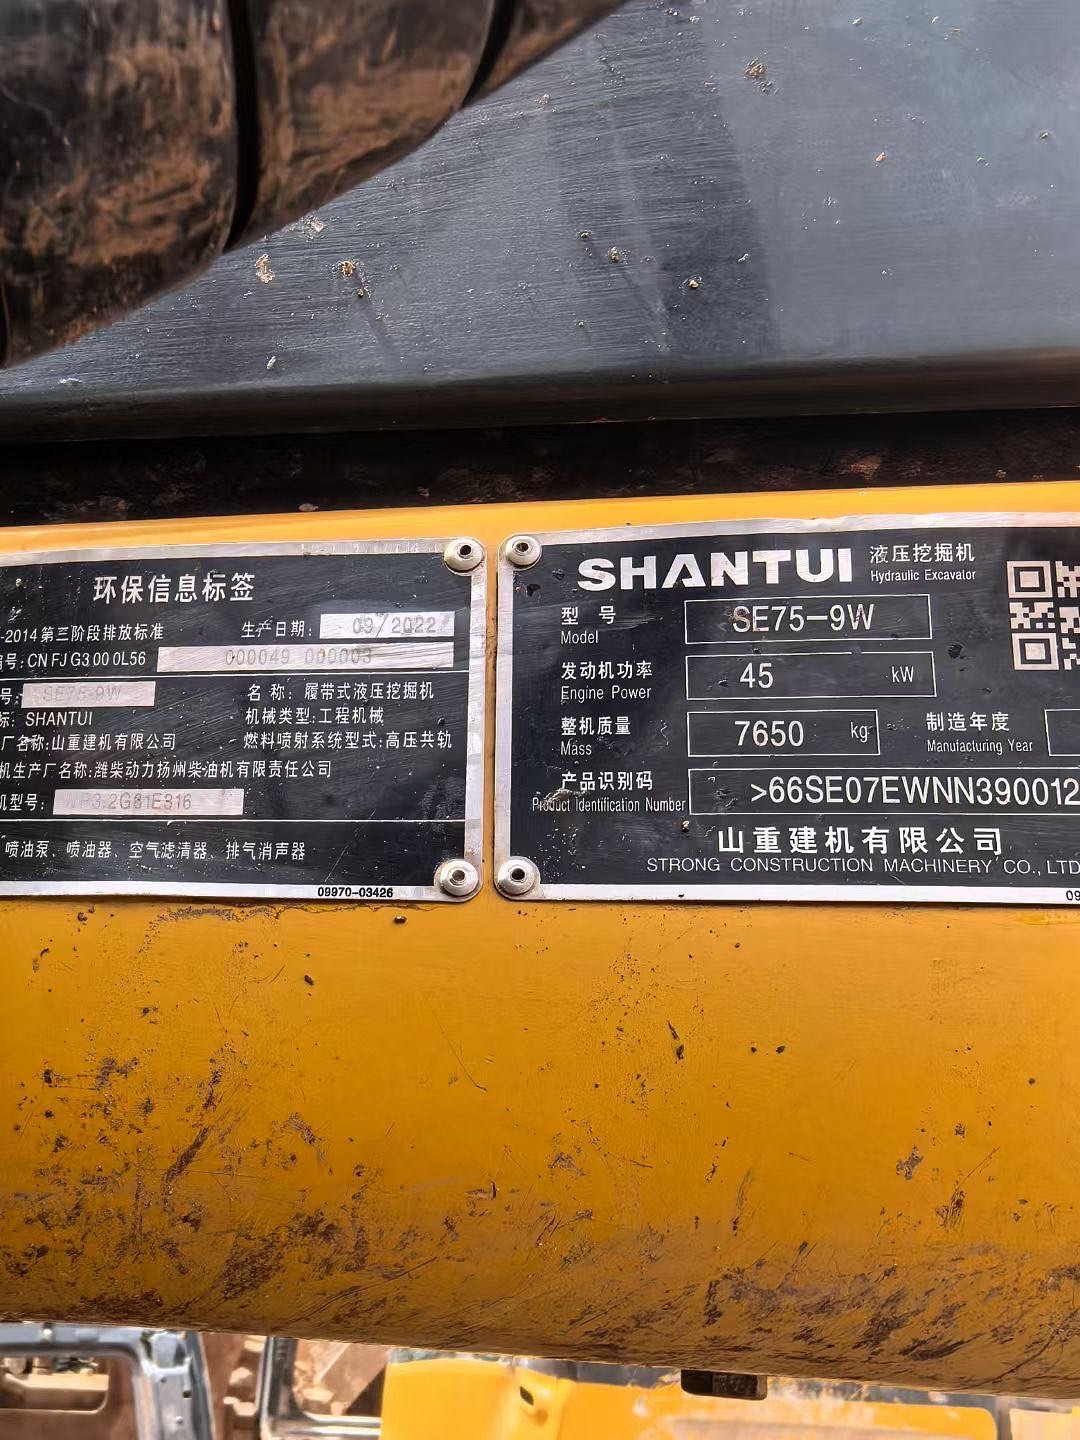 环保信息标签
-2014第三阶段排放标准 生产日期: 09/2022
号: CN FJ G3 00 0L56 000049 000003
号: SE75-9W 名 称: 履带式液压挖掘机
标: SHANTUI 机械类型: 工程机械
厂名称: 山重建机有限公司 燃料喷射系统型式: 高压共轨
机生产厂名称: 潍柴动力扬州柴油机有限责任公司
机型号: WP3.2G61E316
喷油泵、喷油器、空气滤清器、排气消声器
09970-03426
SHANTUI 液压挖掘机
Hydraulic Excavator
型 号 SE75-9W
Model
发动机功率 45 kW
Engine Power
整机质量 7650 kg 制造年度
Mass Manufacturing Year
产品识别码 >66SE07EWNN390012
Product Identification Number
山重建机有限公司
STRONG CONSTRUCTION MACHINERY CO., LTD
09